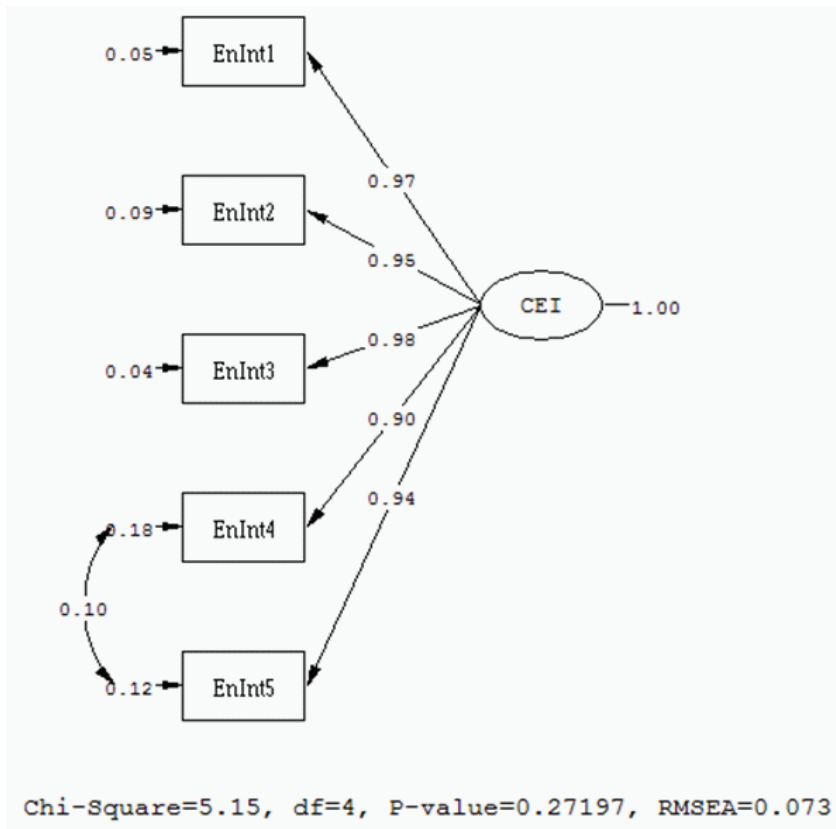 0.05
EnInt1
0.97
0.09
EnInt2
0.95
CEI
1.00
0.98
0.04
EnInt3
0.90
0.94
0.18
EnInt4
0.10
0.12
EnInt5
Chi-Square=5.15, df=4, P-value=0.27197, RMSEA=0.073